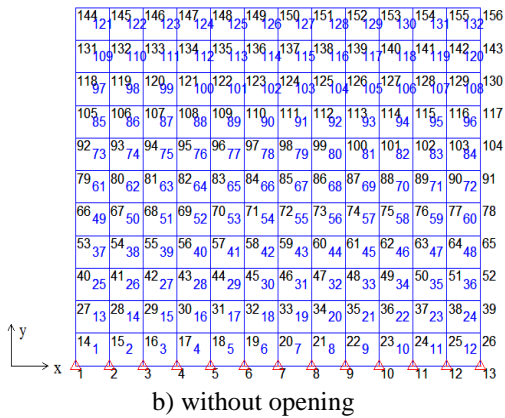 144 145 146 147 148 149 150 151 152 153 154 155 156
121 122 123 124 125 126 127 128 129 130 131 132
131 132 133 134 135 136 137 138 139 140 141 142 143
109 110 111 112 113 114 115 116 117 118 119 120
118 119 120 121 122 123 124 125 126 127 128 129 130
97 98 99 100 101 102 103 104 105 106 107 108
105 106 107 108 109 110 111 112 113 114 115 116 117
85 86 87 88 89 90 91 92 93 94 95 96
92 93 94 95 96 97 98 99 100 101 102 103 104
73 74 75 76 77 78 79 80 81 82 83 84
79 80 81 82 83 84 85 86 87 88 89 90 91
61 62 63 64 65 66 67 68 69 70 71 72
66 67 68 69 70 71 72 73 74 75 76 77 78
49 50 51 52 53 54 55 56 57 58 59 60
53 54 55 56 57 58 59 60 61 62 63 64 65
37 38 39 40 41 42 43 44 45 46 47 48
40 41 42 43 44 45 46 47 48 49 50 51 52
25 26 27 28 29 30 31 32 33 34 35 36
27 28 29 30 31 32 33 34 35 36 37 38 39
13 14 15 16 17 18 19 20 21 22 23 24
y
14 15 16 17 18 19 20 21 22 23 24 25 26
1 2 3 4 5 6 7 8 9 10 11 12
x
1 2 3 4 5 6 7 8 9 10 11 12 13
b) without opening